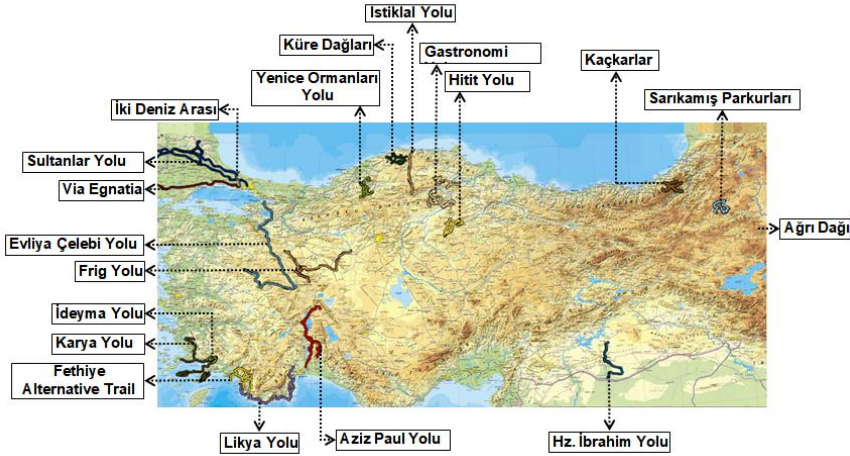 Istiklal Yolu
Küre Dağları
Gastronomi
Yenice Ormanları
Yolu
Hitit Yolu
Kaçkarlar
Sarıkamış Parkurları
İki Deniz Arası
Sultanlar Yolu
Via Egnatia
Evliya Çelebi Yolu
Frig Yolu
Ağrı Dağı
İdeyma Yolu
Karya Yolu
Fethiye
Alternative Trail
Likya Yolu
Aziz Paul Yolu
Hz. İbrahim Yolu